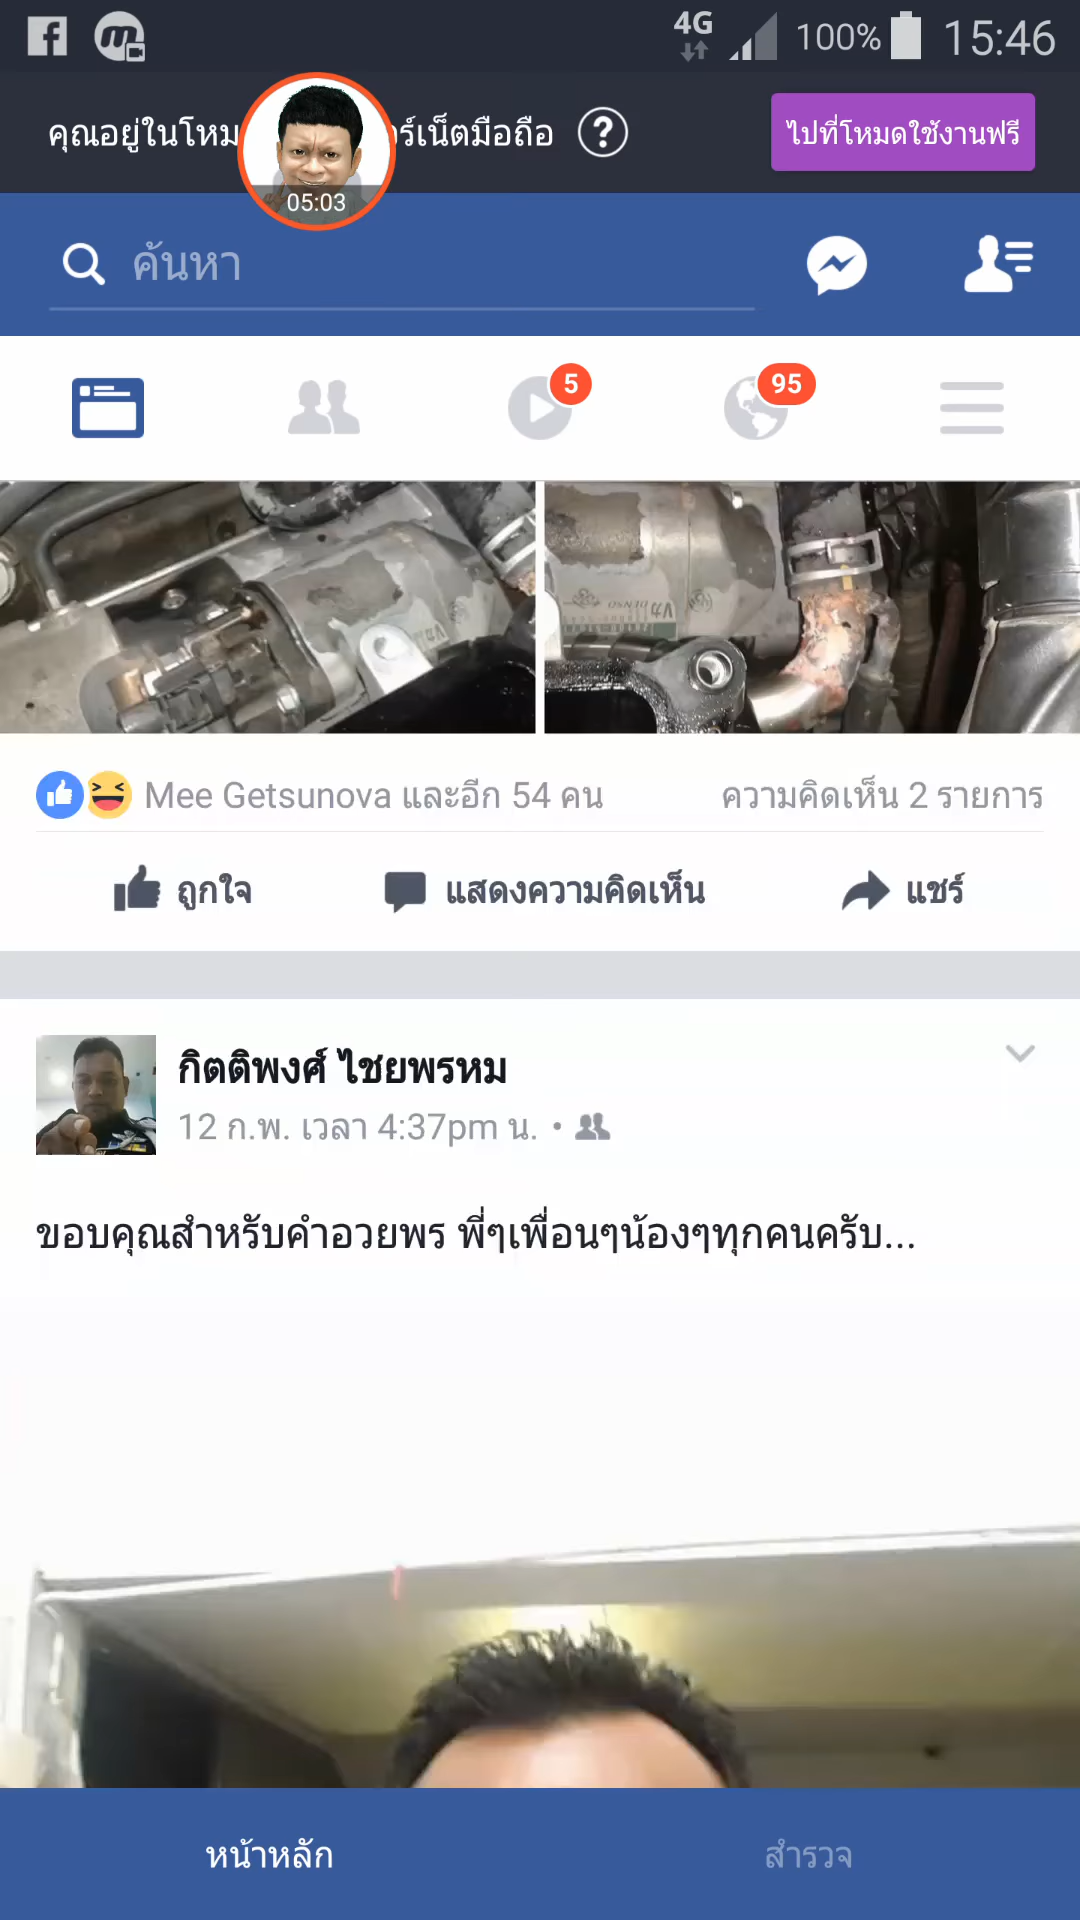 4G 100% 15:46
คุณอยู่ในโหม ร์เน็ตมือถือ ? ไปที่โหมดใช้งานฟรี
05:03
ค้นหา
5 95
DENSO
Mee Getsunova และอีก 54 คน ความคิดเห็น 2 รายการ
ถูกใจ แสดงความคิดเห็น แชร์
กิตติพงศ์ ไชยพรหม
12 ก.พ. เวลา 4:37pm น. •
ขอบคุณสำหรับคำอวยพร พี่ๆเพื่อนๆน้องๆทุกคนครับ...
หน้าหลัก สำรวจ